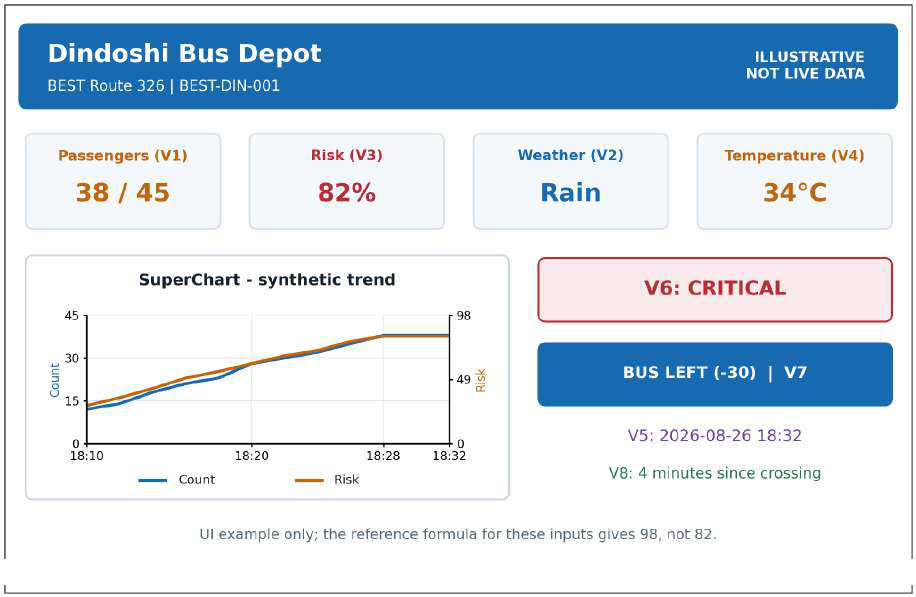 Dindoshi Bus Depot
BEST Route 326 | BEST-DIN-001
ILLUSTRATIVE
NOT LIVE DATA
Passengers (V1)
38 / 45
Risk (V3)
82%
Weather (V2)
Rain
Temperature (V4)
34°C
SuperChart - synthetic trend
45
30
15
0
Count
98
49
0
Risk
18:10
18:20
18:28
18:32
Count
Risk
V6: CRITICAL
BUS LEFT (-30) | V7
V5: 2026-08-26 18:32
V8: 4 minutes since crossing
UI example only; the reference formula for these inputs gives 98, not 82.